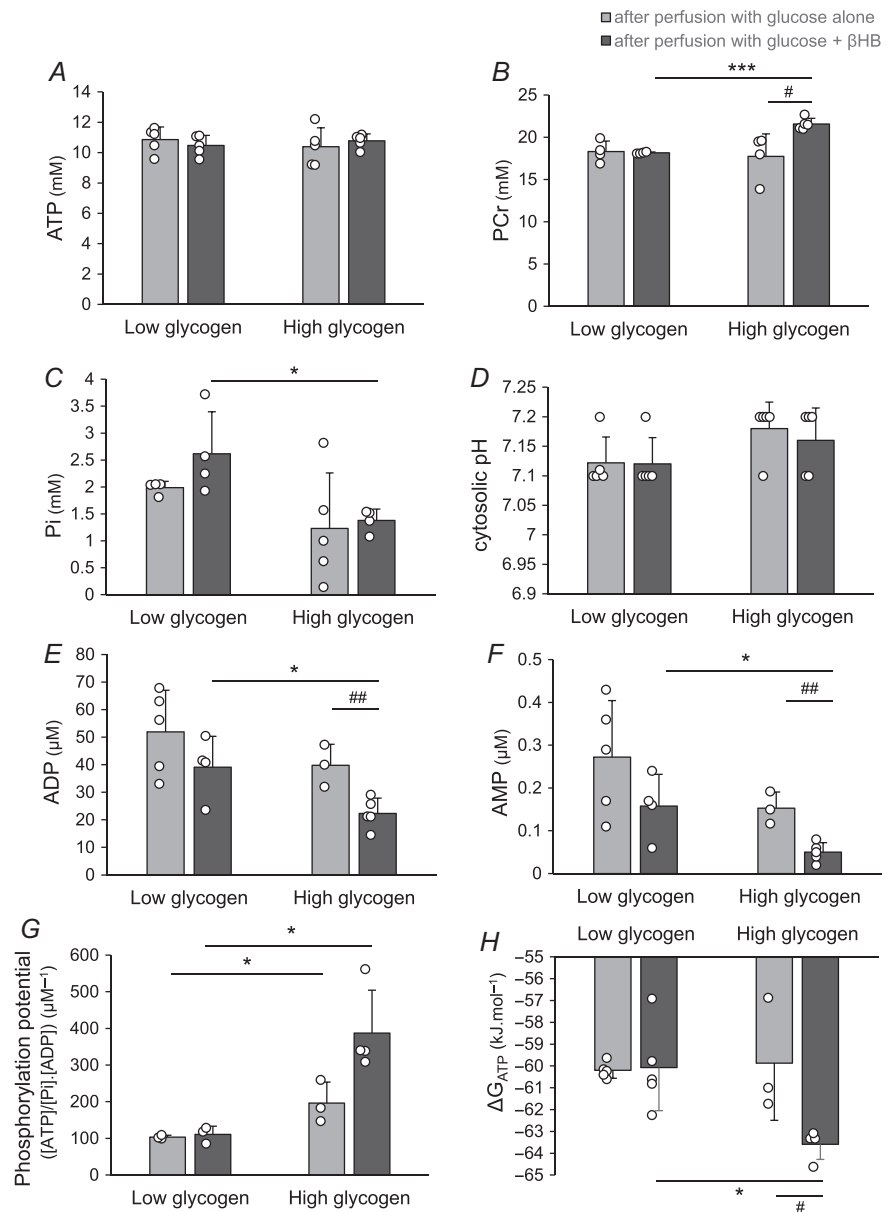 after perfusion with glucose alone
after perfusion with glucose + βHB
A
14
12
10
8
6
4
2
0
ATP (mM)
Low glycogen
High glycogen
B
***
#
25
20
15
10
5
0
PCr (mM)
Low glycogen
High glycogen
C
*
4
3.5
3
2.5
2
1.5
1
0.5
0
Pi (mM)
Low glycogen
High glycogen
D
7.25
7.2
7.15
7.1
7.05
7
6.95
6.9
cytosolic pH
Low glycogen
High glycogen
E
*
##
80
70
60
50
40
30
20
10
0
ADP (µM)
Low glycogen
High glycogen
F
*
##
0.5
0.4
0.3
0.2
0.1
0
AMP (µM)
Low glycogen
High glycogen
G
*
*
600
500
400
300
200
100
0
Phosphorylation potential
([ATP]/[Pi].[ADP]) (µM–1)
Low glycogen
High glycogen
H
Low glycogen
High glycogen
–55
–56
–57
–58
–59
–60
–61
–62
–63
–64
–65
ΔGATP (kJ.mol–1)
*
#